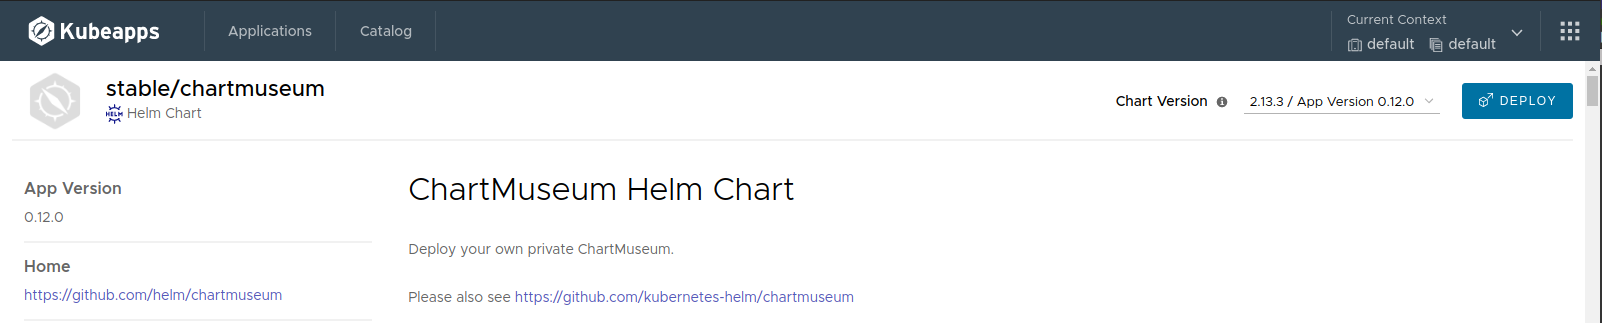 Kubeapps
Applications
Catalog
Current Context
default default
stable/chartmuseum
HELM Helm Chart
Chart Version
2.13.3 / App Version 0.12.0
DEPLOY
App Version
0.12.0
Home
https://github.com/helm/chartmuseum
ChartMuseum Helm Chart
Deploy your own private ChartMuseum.
Please also see https://github.com/kubernetes-helm/chartmuseum